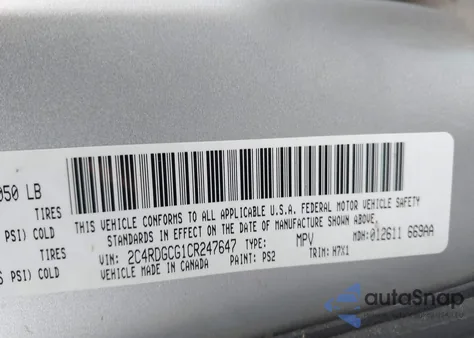 050 LB
TIRES
PSI) COLD
TIRES
PSI) COLD
THIS VEHICLE CONFORMS TO ALL APPLICABLE U.S.A. FEDERAL MOTOR VEHICLE SAFETY
STANDARDS IN EFFECT ON THE DATE OF MANUFACTURE SHOWN ABOVE.
VIN: 2C4RDGCG1CR247647 TYPE: MPV MDH: 012611 669AA
VEHICLE MADE IN CANADA PAINT: PS2 TRIM: H7X1
autoSnap